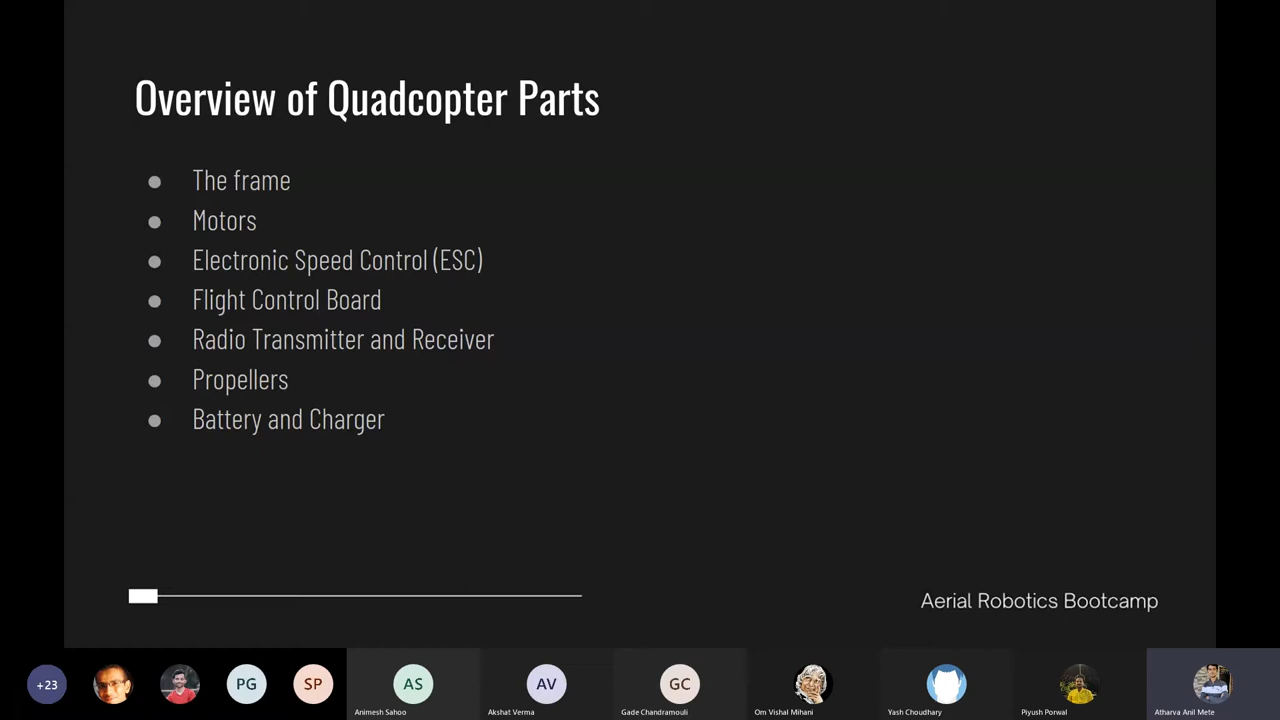 Overview of Quadcopter Parts
● The frame
● Motors
● Electronic Speed Control (ESC)
● Flight Control Board
● Radio Transmitter and Receiver
● Propellers
● Battery and Charger
Aerial Robotics Bootcamp
+23
PG
SP
AS
AV
GC
Animesh Sahoo
Akshat Verma
Gade Chandramouli
Om Vishal Mihani
Yash Choudhary
Piyush Porwal
Atharva Anil Mete